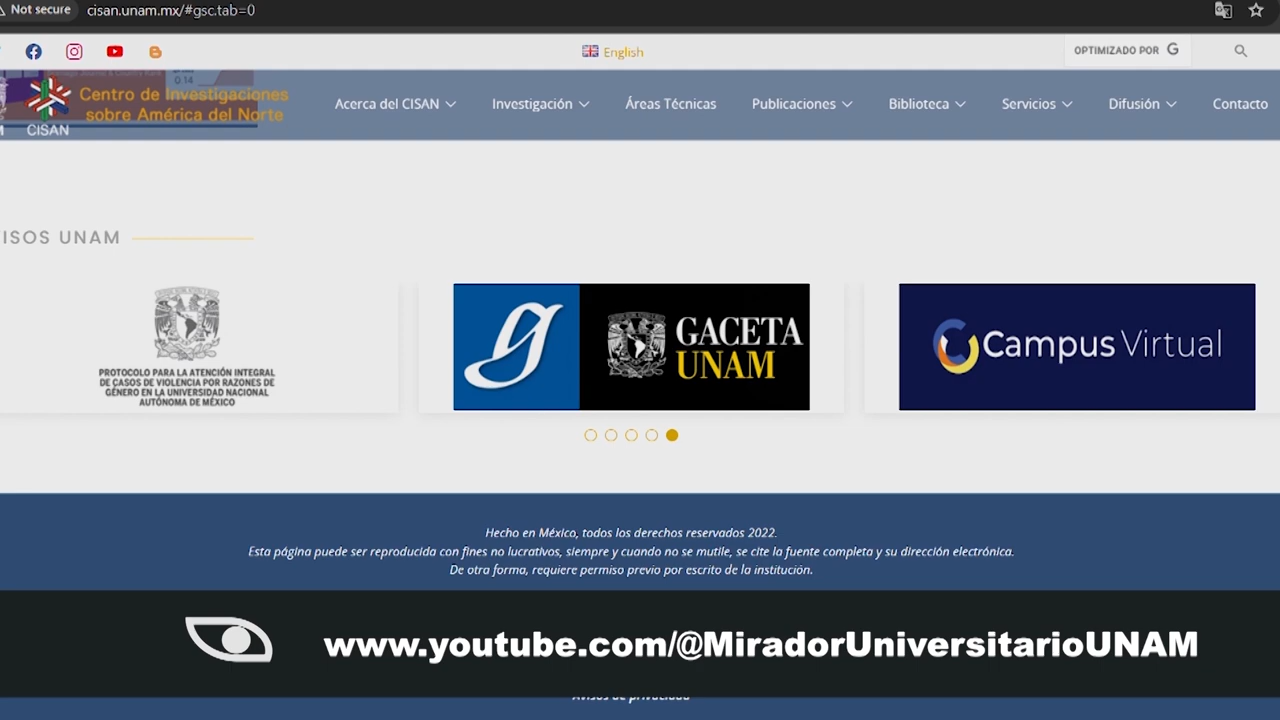 Not secure cisan.unam.mx/#gsc.tab=0
English
OPTIMIZADO POR G
0.14
Centro de Investigaciones
sobre América del Norte
CISAN
Acerca del CISAN Investigación Áreas Técnicas Publicaciones Biblioteca Servicios Difusión Contacto
ISOS UNAM
PROTOCOLO PARA LA ATENCIÓN INTEGRAL
DE CASOS DE VIOLENCIA POR RAZONES DE
GÉNERO EN LA UNIVERSIDAD NACIONAL
AUTÓNOMA DE MÉXICO
g
GACETA
UNAM
Campus Virtual
Hecho en México, todos los derechos reservados 2022.
Esta página puede ser reproducida con fines no lucrativos, siempre y cuando no se mutile, se cite la fuente completa y su dirección electrónica.
De otra forma, requiere permiso previo por escrito de la institución.
www.youtube.com/@MiradorUniversitarioUNAM